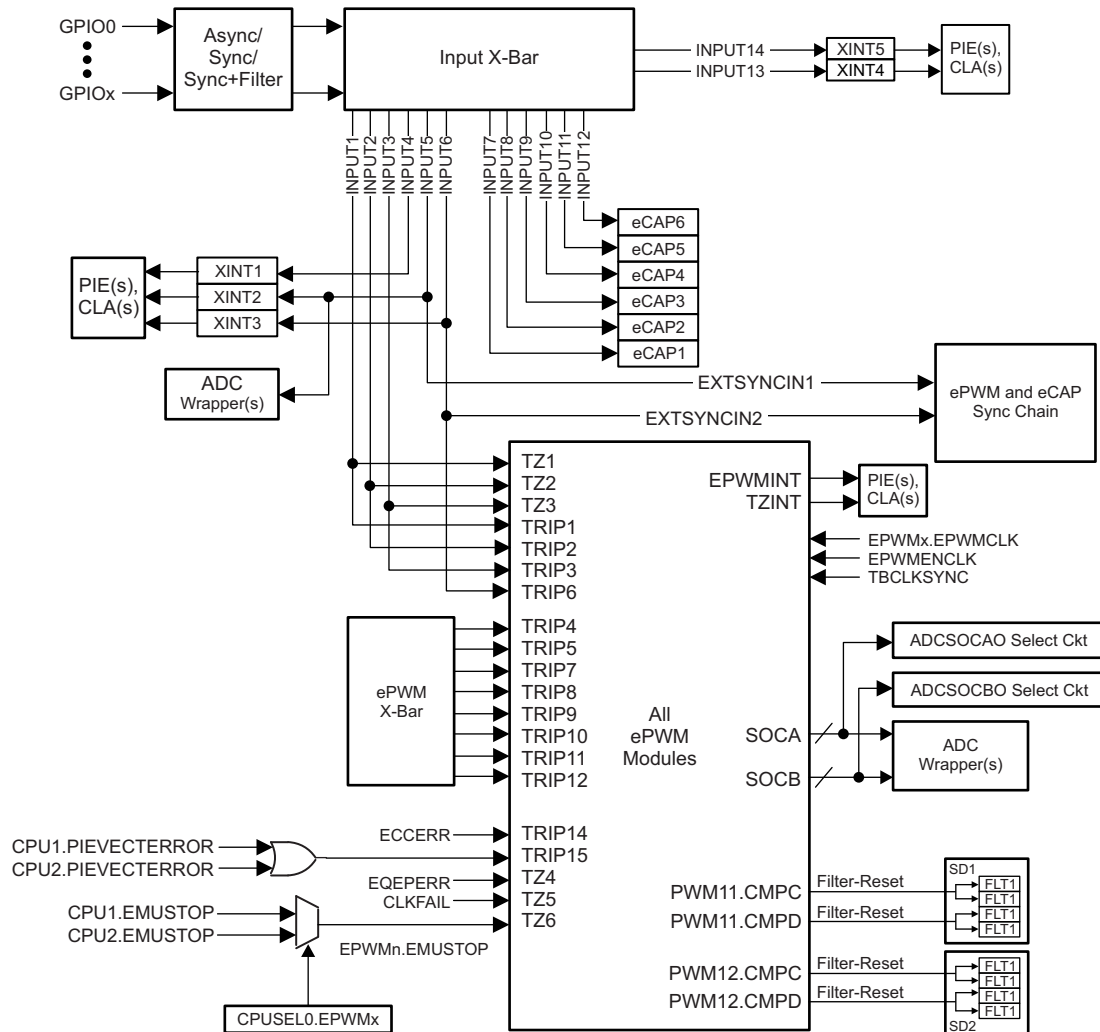 GPIO0
GPIOx
Async/
Sync/
Sync+Filter
Input X-Bar
INPUT14
INPUT13
XINT5
XINT4
PIE(s),
CLA(s)
INPUT1
INPUT2
INPUT3
INPUT4
INPUT5
INPUT6
INPUT7
INPUT8
INPUT9
INPUT10
INPUT11
INPUT12
eCAP6
eCAP5
eCAP4
eCAP3
eCAP2
eCAP1
PIE(s),
CLA(s)
XINT1
XINT2
XINT3
ADC
Wrapper(s)
EXTSYNCIN1
EXTSYNCIN2
ePWM and eCAP
Sync Chain
TZ1
TZ2
TZ3
TRIP1
TRIP2
TRIP3
TRIP6
EPWMINT
TZINT
PIE(s),
CLA(s)
EPWMx.EPWMCLK
EPWMENCLK
TBCLKSYNC
ePWM
X-Bar
TRIP4
TRIP5
TRIP7
TRIP8
TRIP9
TRIP10
TRIP11
TRIP12
All
ePWM
Modules
SOCA
SOCB
ADCSOCAO Select Ckt
ADCSOCBO Select Ckt
ADC
Wrapper(s)
CPU1.PIEVECTERROR
CPU2.PIEVECTERROR
ECCERR
TRIP14
TRIP15
EQEPERR
CLKFAIL
TZ4
TZ5
TZ6
CPU1.EMUSTOP
CPU2.EMUSTOP
EPWMn.EMUSTOP
CPUSEL0.EPWMx
PWM11.CMPC
PWM11.CMPD
PWM12.CMPC
PWM12.CMPD
Filter-Reset
Filter-Reset
Filter-Reset
Filter-Reset
SD1
FLT1
FLT1
FLT1
FLT1
FLT1
FLT1
FLT1
FLT1
SD2